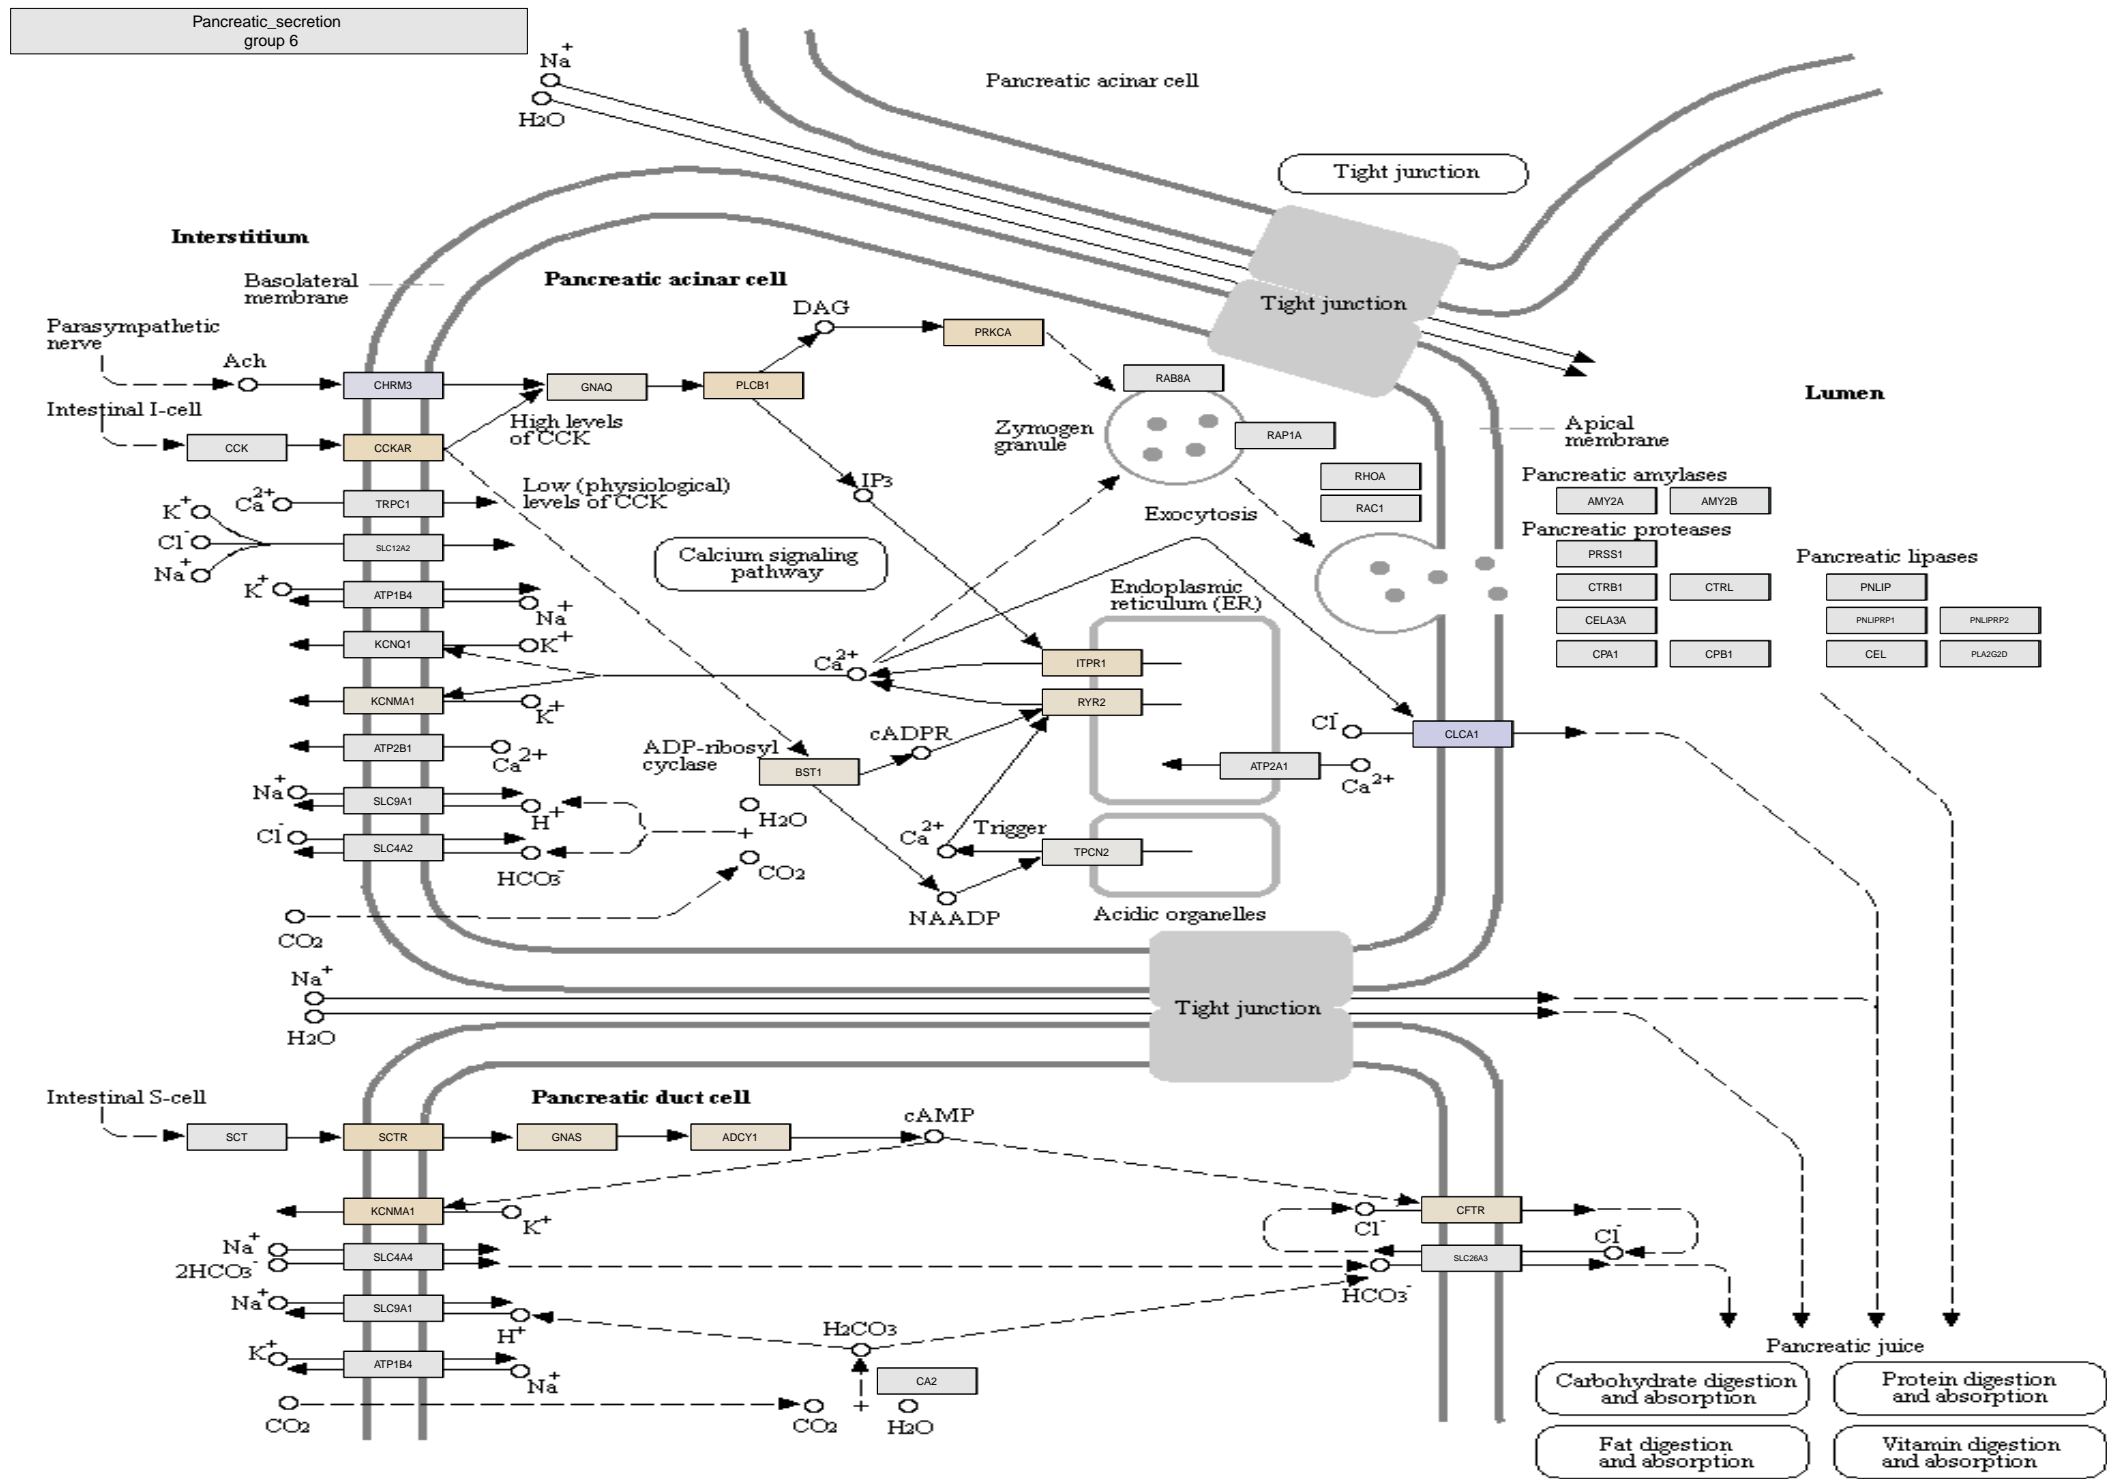 Pancreatic_secretion
group 6
Na+
H2O
Pancreatic acinar cell
Tight junction
Interstitium
Basolateral
membrane
Pancreatic acinar cell
Tight junction
DAG
PRKCA
Parasympathetic
nerve
Ach
CHRM3
GNAQ
PLCB1
RAB8A
Lumen
Intestinal I-cell
High levels
of CCK
CCK
CCKAR
Zymogen
granule
RAP1A
Apical
membrane
Low (physiological)
levels of CCK
IP3
RHOA
RAC1
Pancreatic amylases
AMY2A
AMY2B
Ca2+
TRPC1
K+
Cl-
Na+
SLC12A2
Exocytosis
Pancreatic proteases
PRSS1
Pancreatic lipases
Calcium signaling
pathway
K+
ATP1B4
Na+
Endoplasmic
reticulum (ER)
CTRB1
CTRL
PNLIP
CELA3A
PNLIPRP1
PNLIPRP2
KCNQ1
K+
CPA1
CPB1
CEL
PLA2G2D
Ca2+
ITPR1
KCNMA1
K+
RYR2
ATP2B1
Ca2+
ADP-ribosyl
cyclase
cADPR
Cl-
CLCA1
BST1
ATP2A1
Ca2+
Na+
SLC9A1
H+
H2O
+
Cl-
SLC4A2
HCO3-
CO2
Ca2+
Trigger
TPCN2
CO2
NAADP
Acidic organelles
Na+
H2O
Tight junction
Intestinal S-cell
Pancreatic duct cell
SCT
SCTR
GNAS
ADCY1
cAMP
KCNMA1
K+
Cl-
CFTR
Na+
2HCO3-
SLC4A4
HCO3-
SLC26A3
Cl-
Na+
SLC9A1
H+
H2CO3
K+
ATP1B4
Na+
CA2
CO2
CO2
+
H2O
Pancreatic juice
Carbohydrate digestion
and absorption
Protein digestion
and absorption
Fat digestion
and absorption
Vitamin digestion
and absorption